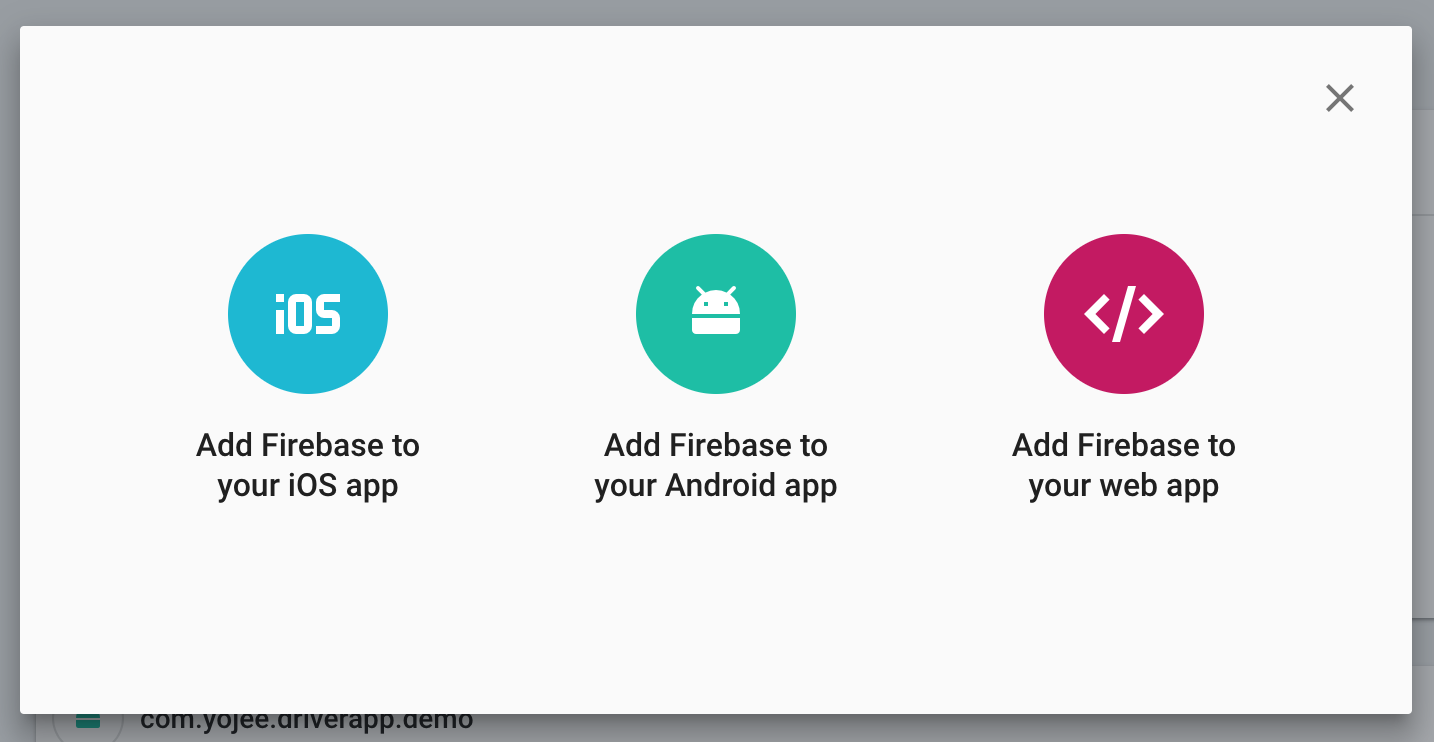 iOS
Add Firebase to
your iOS app
Add Firebase to
your Android app
</>
Add Firebase to
your web app
com.yojee.driverapp.demo